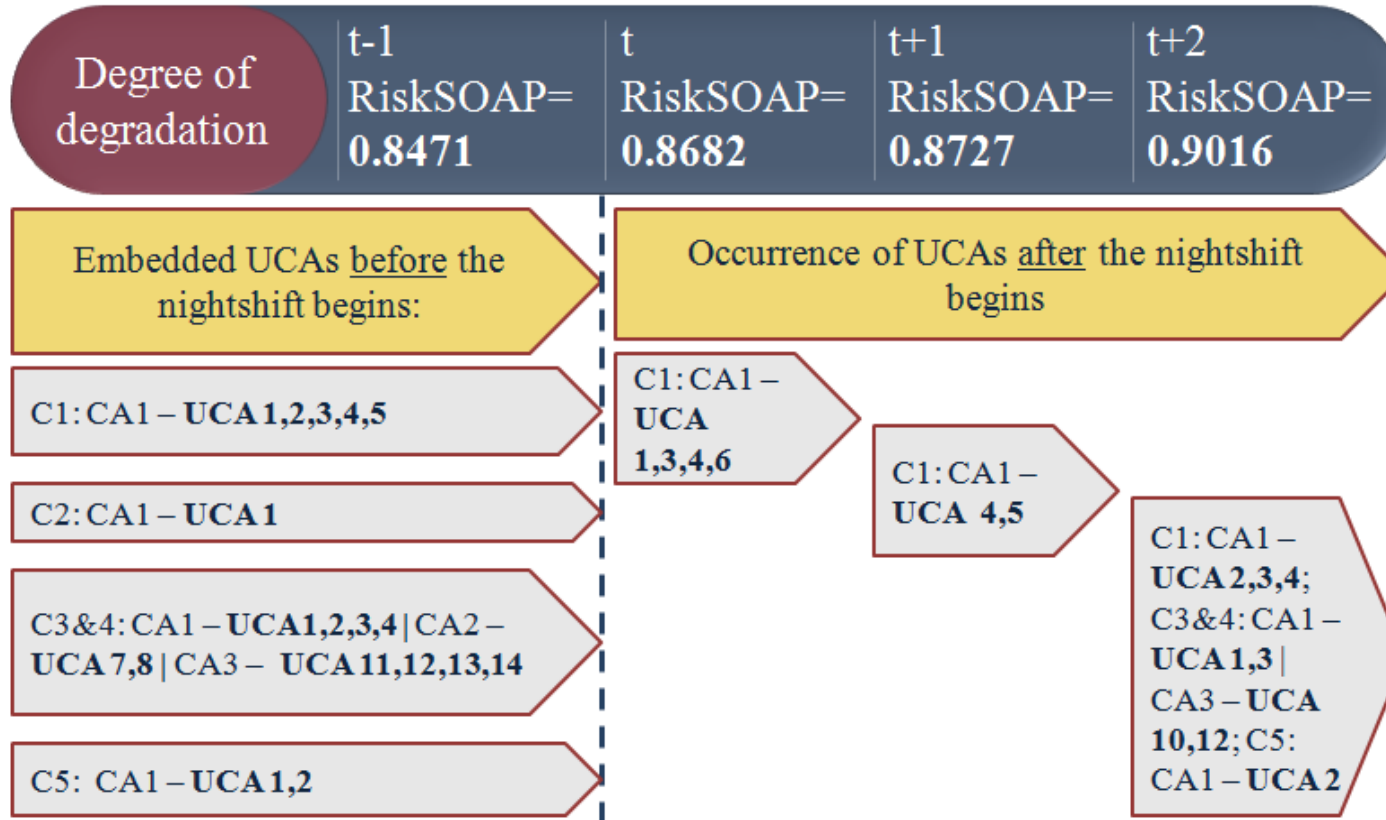 Degree of
degradation
t-1
RiskSOAP=
0.8471
t
RiskSOAP=
0.8682
t+1
RiskSOAP=
0.8727
t+2
RiskSOAP=
0.9016
Embedded UCAs before the
nightshift begins:
Occurrence of UCAs after the nightshift
begins
C1: CA1 – UCA 1,2,3,4,5
C2: CA1 – UCA 1
C3&4: CA1 – UCA1,2,3,4 | CA2 –
UCA 7,8 | CA3 – UCA 11,12,13,14
C5: CA1 – UCA 1,2
C1: CA1 –
UCA
1,3,4,6
C1: CA1 –
UCA 4,5
C1: CA1 –
UCA 2,3,4;
C3&4: CA1 –
UCA 1,3 |
CA3 – UCA
10,12; C5:
CA1 – UCA 2